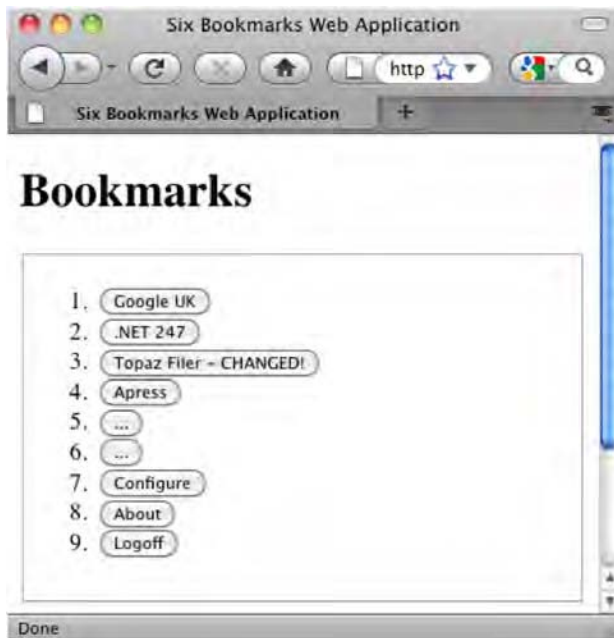 Six Bookmarks Web Application
http
Six Bookmarks Web Application +
Bookmarks
1. Google UK
2. .NET 247
3. Topaz Filer – CHANGED!
4. Apress
5. ...
6. ...
7. Configure
8. About
9. Logoff
Done